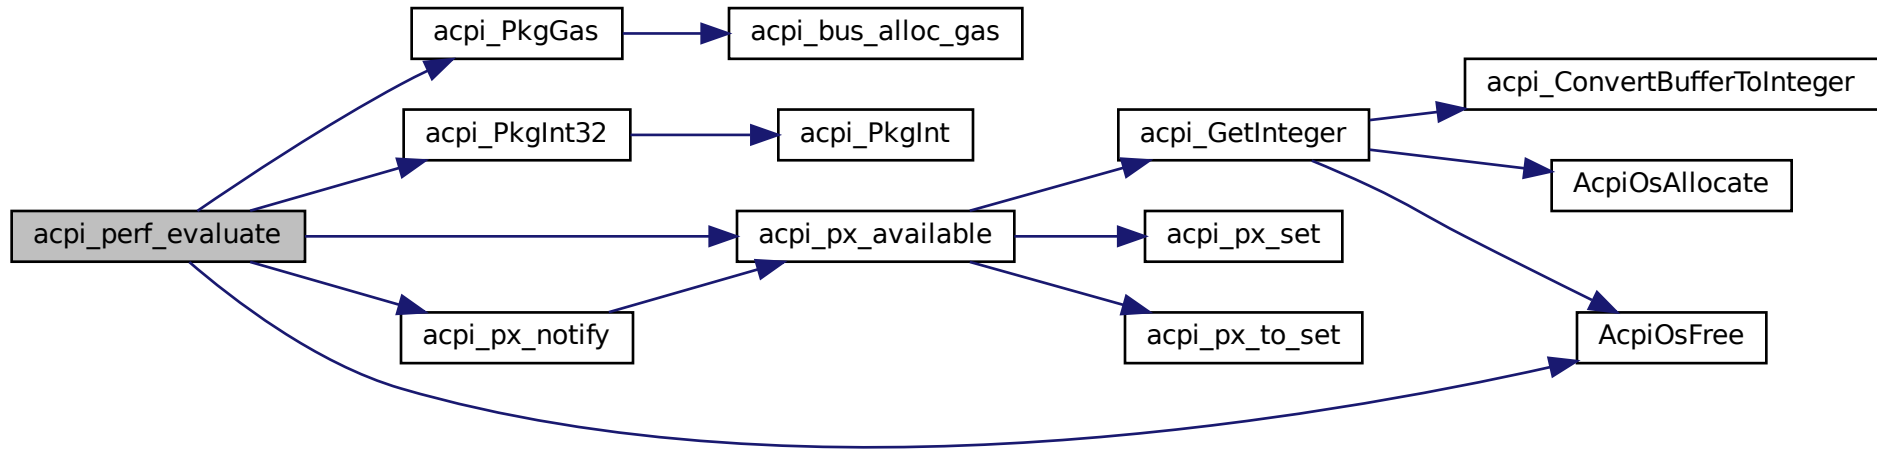 acpi_PkgGas
acpi_bus_alloc_gas
acpi_ConvertBufferToInteger
acpi_PkgInt32
acpi_PkgInt
acpi_GetInteger
AcpiOsAllocate
acpi_perf_evaluate
acpi_px_available
acpi_px_set
acpi_px_notify
acpi_px_to_set
AcpiOsFree